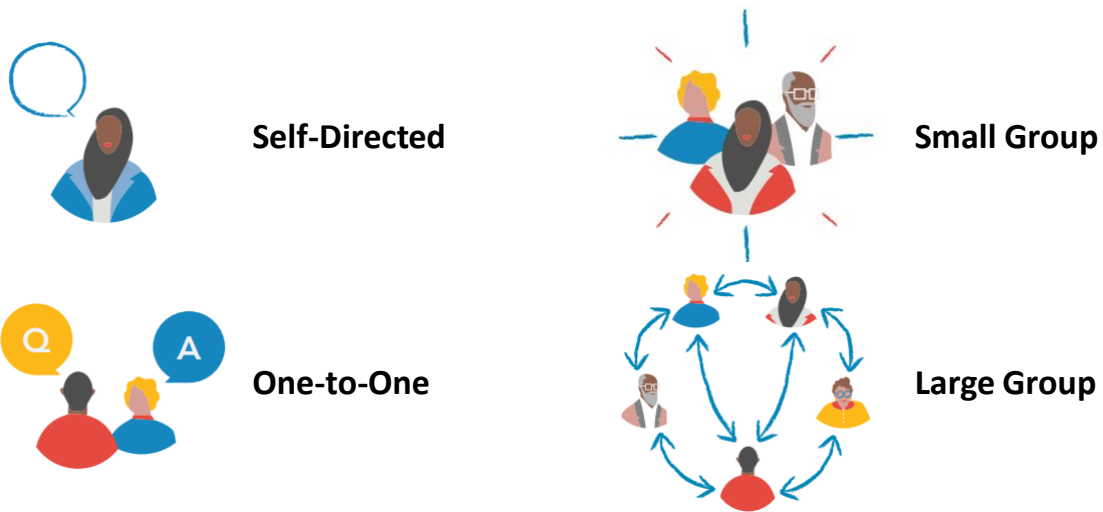 Self-Directed
Small Group
Q
A
One-to-One
Large Group